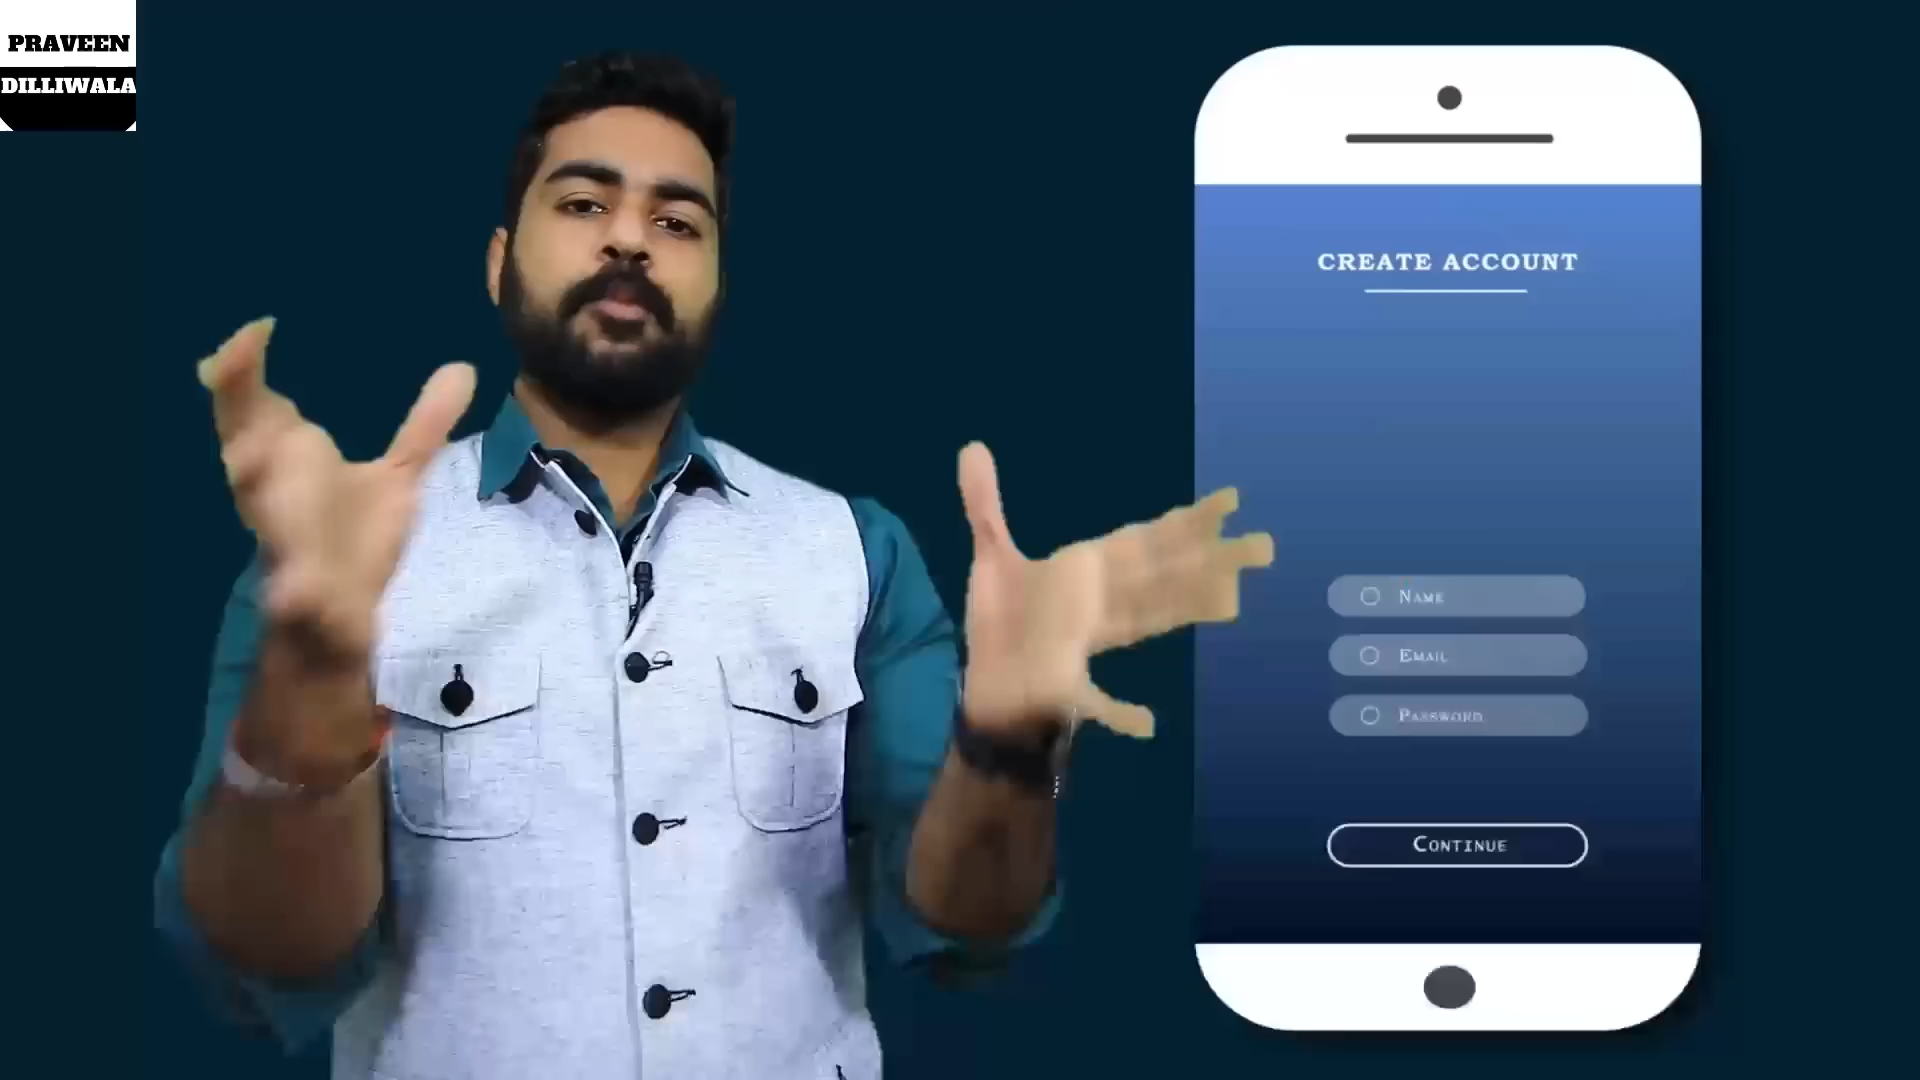 PRAVEEN
DILLIWALA
CREATE ACCOUNT
NAME
EMAIL
PASSWORD
CONTINUE